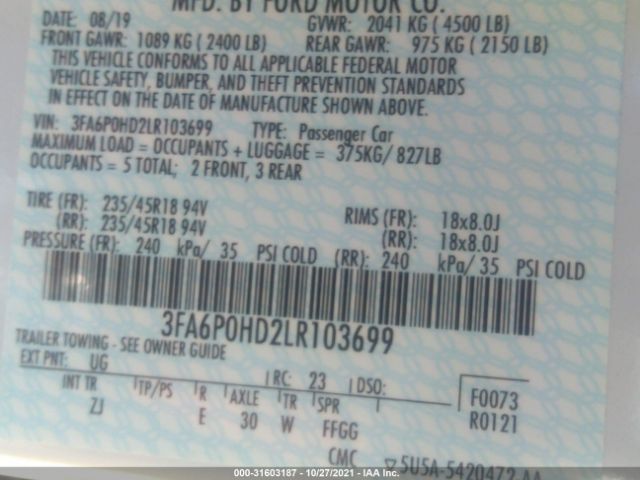 MFD. BY FORD MOTOR CO.
DATE: 08/19 GVWR: 2041 KG ( 4500 LB)
FRONT GAWR: 1089 KG ( 2400 LB) REAR GAWR: 975 KG ( 2150 LB)
THIS VEHICLE CONFORMS TO ALL APPLICABLE FEDERAL MOTOR
VEHICLE SAFETY, BUMPER, AND THEFT PREVENTION STANDARDS
IN EFFECT ON THE DATE OF MANUFACTURE SHOWN ABOVE.
VIN: 3FA6P0HD2LR103699 TYPE: Passenger Car
MAXIMUM LOAD = OCCUPANTS + LUGGAGE = 375KG/ 827LB
OCCUPANTS = 5 TOTAL; 2 FRONT, 3 REAR
TIRE (FR): 235/45R18 94V RIMS (FR): 18x8.0J
(RR): 235/45R18 94V (RR): 18x8.0J
PRESSURE (FR): 240 kPa/ 35 PSI COLD (RR): 240 kPa/ 35 PSI COLD
3FA6P0HD2LR103699
TRAILER TOWING - SEE OWNER GUIDE
EXT PNT: UG RC: 23 DSO: F0073
INT TR TP/PS R AXLE TR SPR R0121
ZJ E 30 W FFGG
CMC 5U5A-5420472-AA
000-31603187 - 10/27/2021 - IAA Inc.